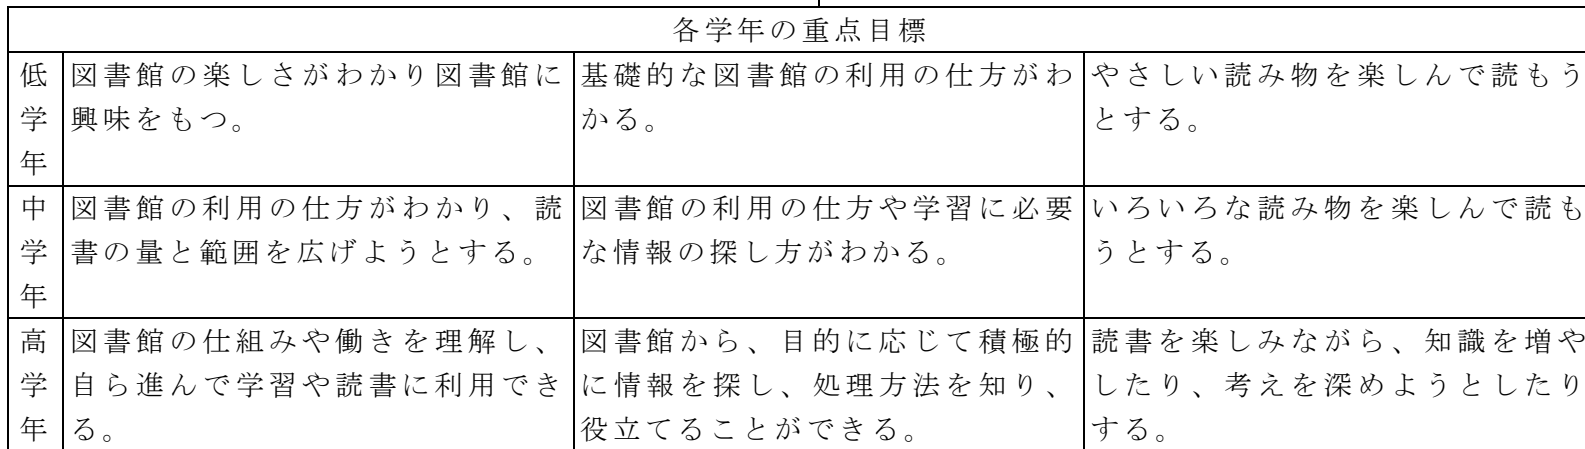 各学年の重点目標
低学年
図書館の楽しさがわかり図書館に
興味をもつ。
基礎的な図書館の利用の仕方がわ
かる。
やさしい読み物を楽しんで読もう
とする。
中学年
図書館の利用の仕方がわかり、読
書の量と範囲を広げようとする。
図書館の利用の仕方や学習に必要
な情報の探し方がわかる。
いろいろな読み物を楽しんで読も
うとする。
高学年
図書館の仕組みや働きを理解し、
自ら進んで学習や読書に利用でき
る。
図書館から、目的に応じて積極的
に情報を探し、処理方法を知り、
役立てることができる。
読書を楽しみながら、知識を増や
したり、考えを深めようとしたり
する。